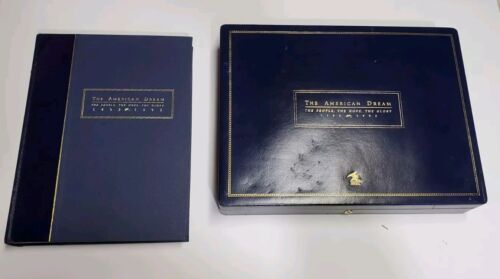 THE AMERICAN DREAM
THE PEOPLE, THE HOPE, THE GLORY
THE AMERICAN DREAM
THE PEOPLE, THE HOPE, THE GLORY